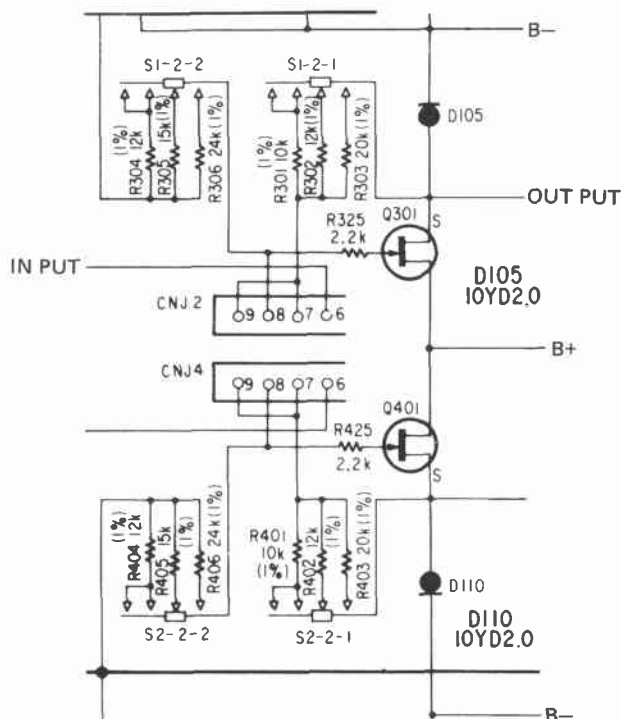 B−
S1-2-2
S1-2-1
D105
(1%)
R304 12k
R305 15k(1%)
R306 24k(1%)
(1%)
R301 10k
R302 12k(1%)
R303 20k(1%)
OUT PUT
Q301
S
R325
2.2k
IN PUT
D105
10YD2.0
CNJ.2
9 8 7 6
B+
CNJ4
9 8 7 6
Q401
R425
2.2k
S
(1%)
R404 12k
R405 15k
(1%)
R406 24k(1%)
R401
10k
(1%)
R402 12k
(1%)
R403 20k(1%)
D110
S2-2-2
S2-2-1
D110
10YD2.0
B−